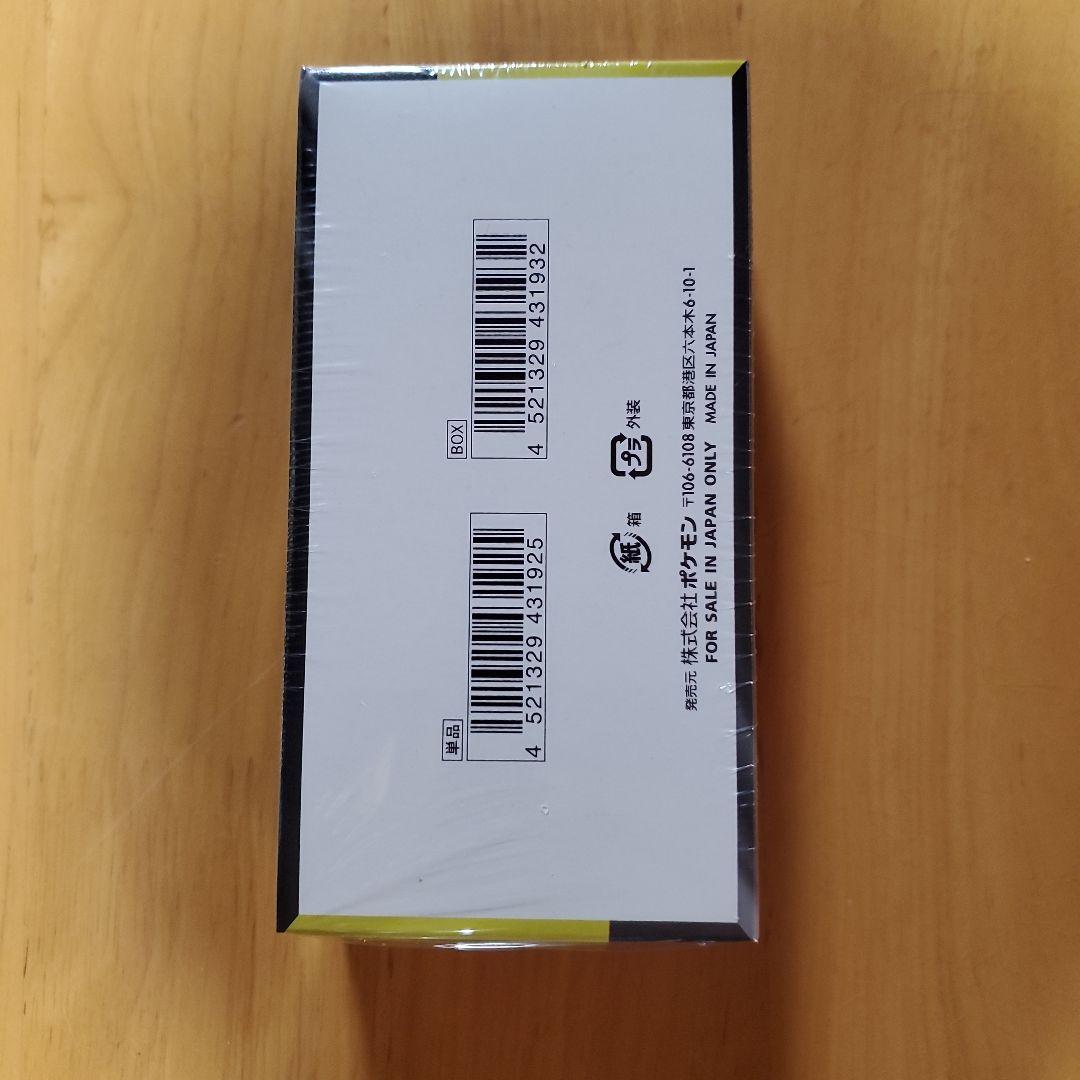 単品
4 521329 431925
BOX
4 521329 431932
紙 箱
プラ 外装
発売元 株式会社 ポケモン 〒106-6108 東京都港区六本木6-10-1
FOR SALE IN JAPAN ONLY MADE IN JAPAN